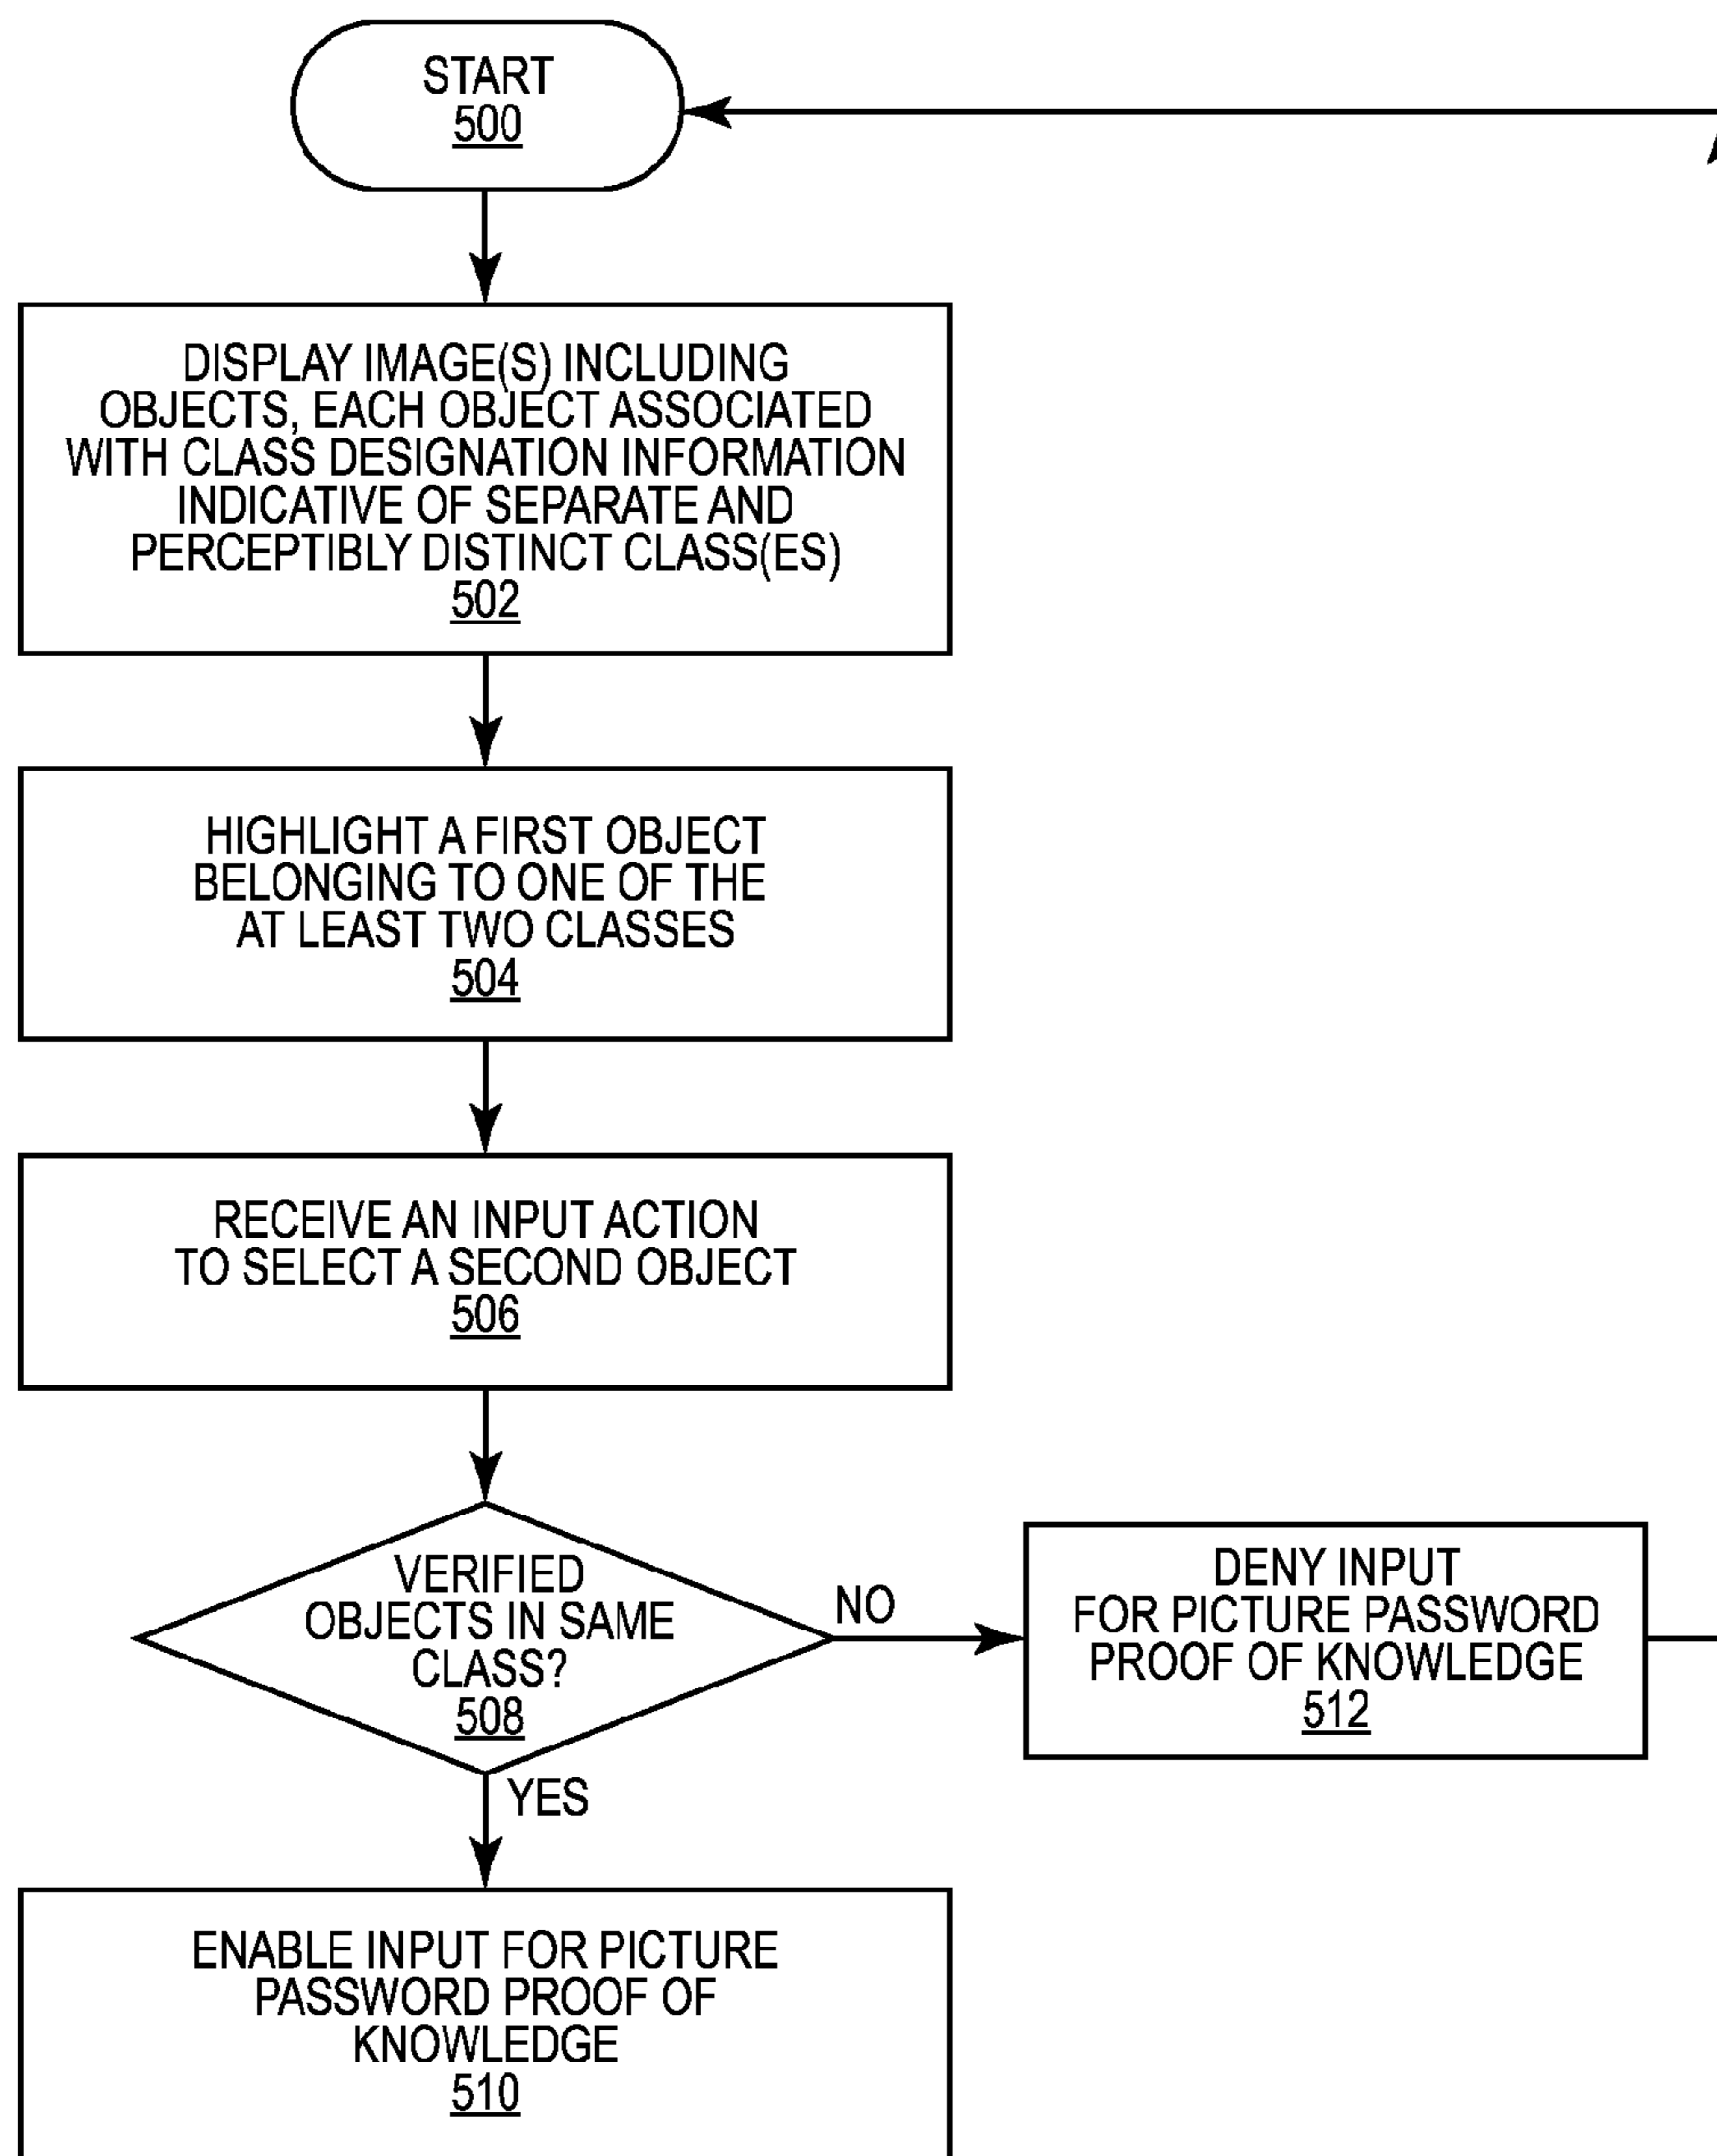 START
500
DISPLAY IMAGE(S) INCLUDING
OBJECTS, EACH OBJECT ASSOCIATED
WITH CLASS DESIGNATION INFORMATION
INDICATIVE OF SEPARATE AND
PERCEPTIBLY DISTINCT CLASS(ES)
502
HIGHLIGHT A FIRST OBJECT
BELONGING TO ONE OF THE
AT LEAST TWO CLASSES
504
RECEIVE AN INPUT ACTION
TO SELECT A SECOND OBJECT
506
VERIFIED
OBJECTS IN SAME
CLASS?
508
NO
DENY INPUT
FOR PICTURE PASSWORD
PROOF OF KNOWLEDGE
512
YES
ENABLE INPUT FOR PICTURE
PASSWORD PROOF OF
KNOWLEDGE
510